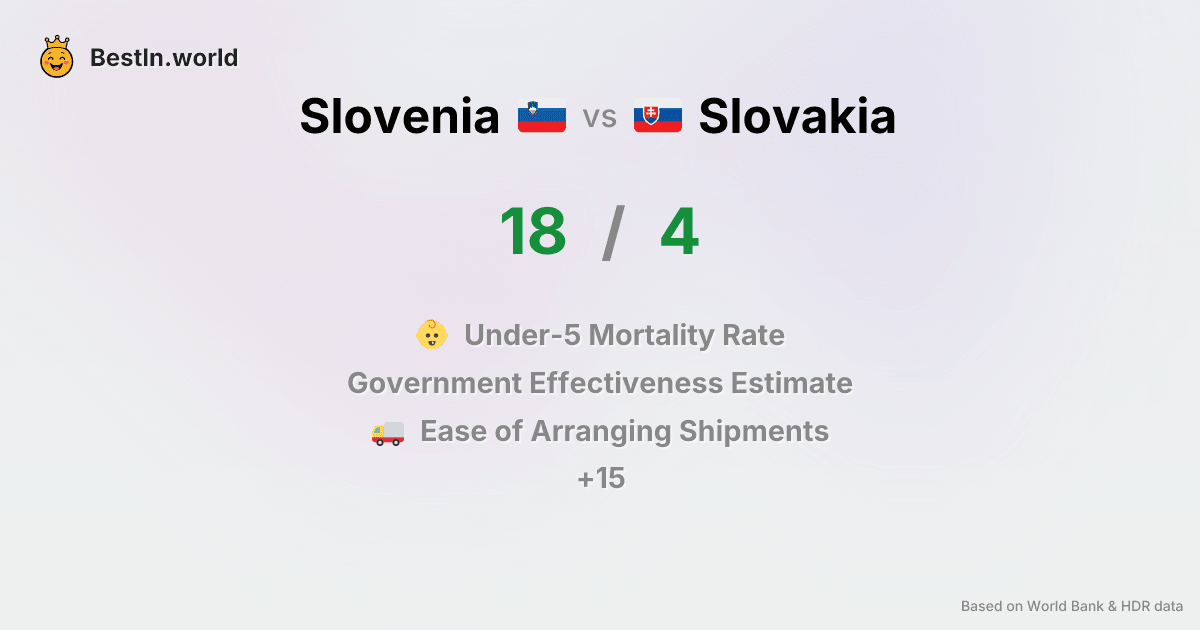 BestIn.world
Slovenia vs Slovakia
18 / 4
Under-5 Mortality Rate
Government Effectiveness Estimate
Ease of Arranging Shipments
+15
Based on World Bank & HDR data